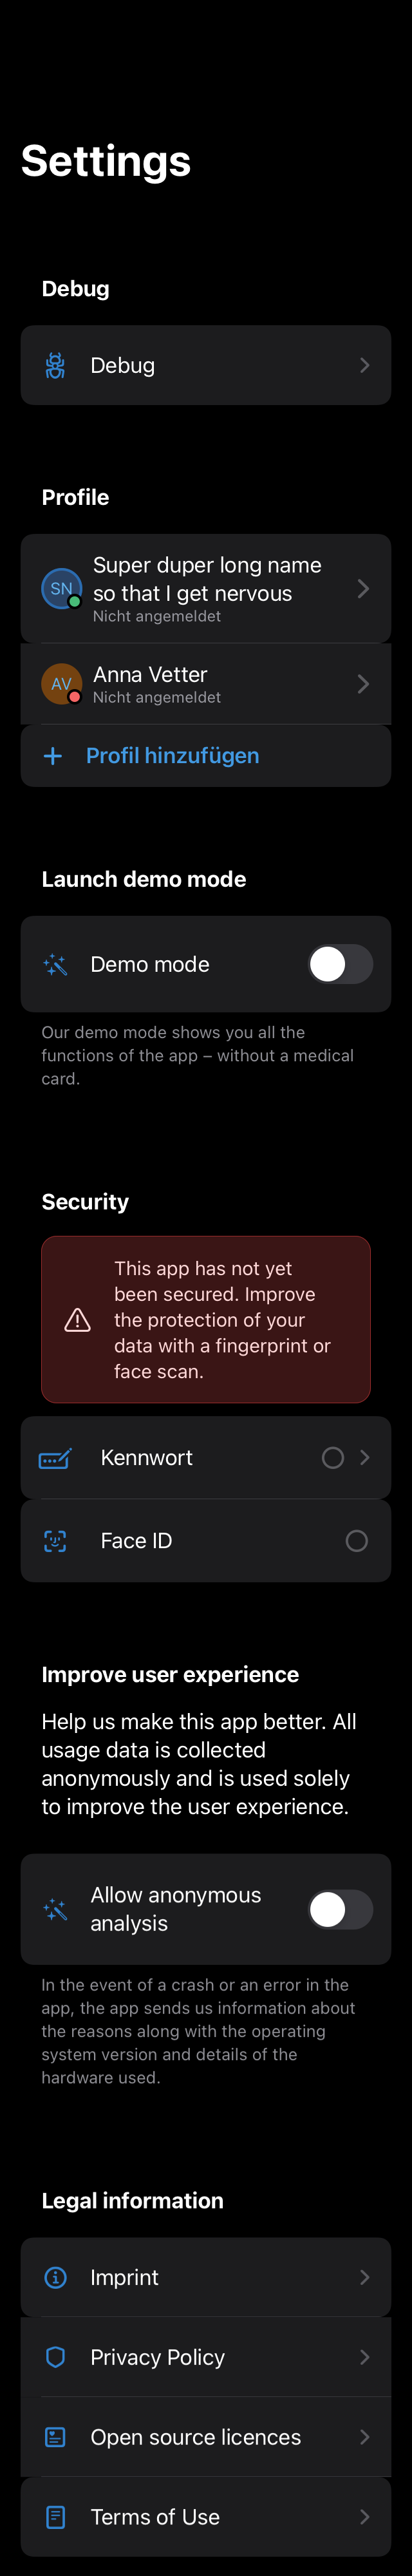 Settings
Debug
Debug
Profile
SN
Super duper long name
so that I get nervous
Nicht angemeldet
AV
Anna Vetter
Nicht angemeldet
Profil hinzufügen
Launch demo mode
Demo mode
Our demo mode shows you all the
functions of the app – without a medical
card.
Security
This app has not yet
been secured. Improve
the protection of your
data with a fingerprint or
face scan.
Kennwort
Face ID
Improve user experience
Help us make this app better. All
usage data is collected
anonymously and is used solely
to improve the user experience.
Allow anonymous
analysis
In the event of a crash or an error in the
app, the app sends us information about
the reasons along with the operating
system version and details of the
hardware used.
Legal information
Imprint
Privacy Policy
Open source licences
Terms of Use